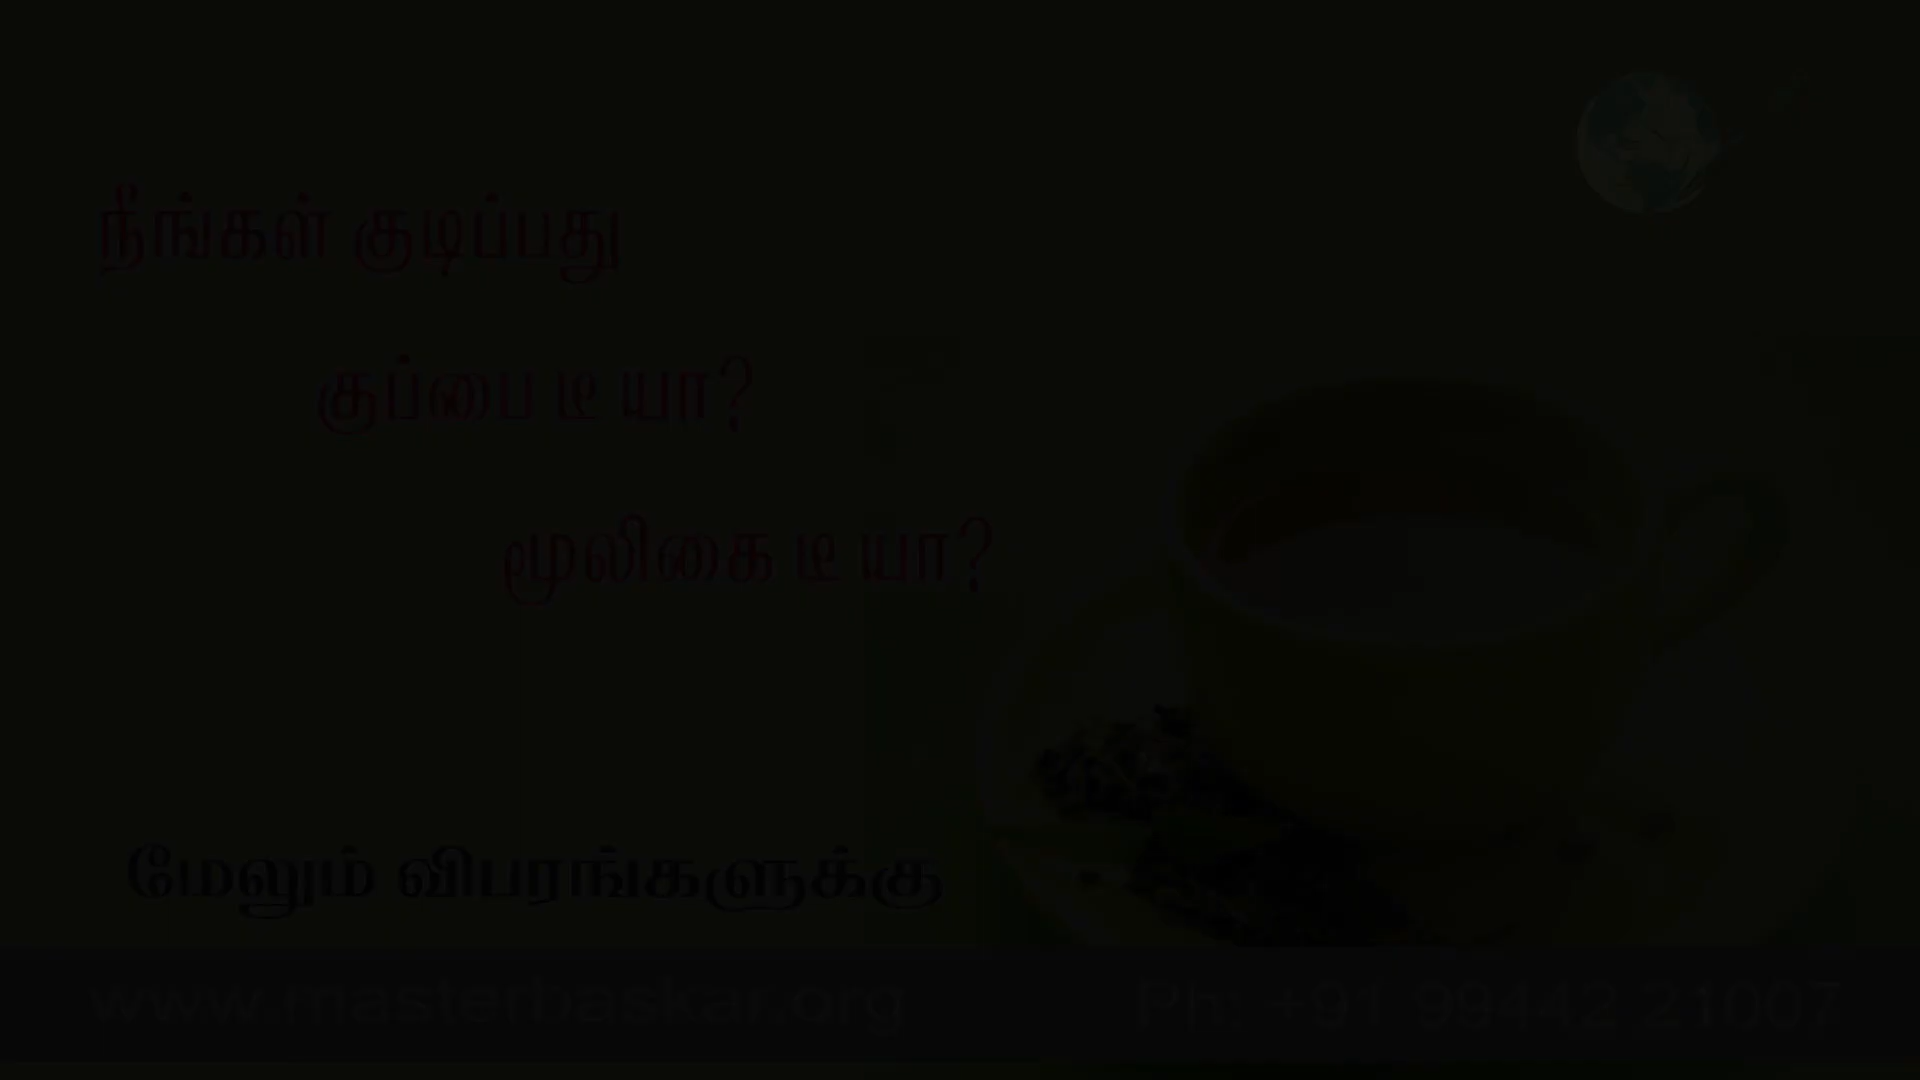 நீங்கள் குடிப்பது
குப்பை டீ யா?
மூலிகை டீ யா?
மேலும் விபரங்களுக்கு
www.masterbaskar.org Ph: +91 99442 21007